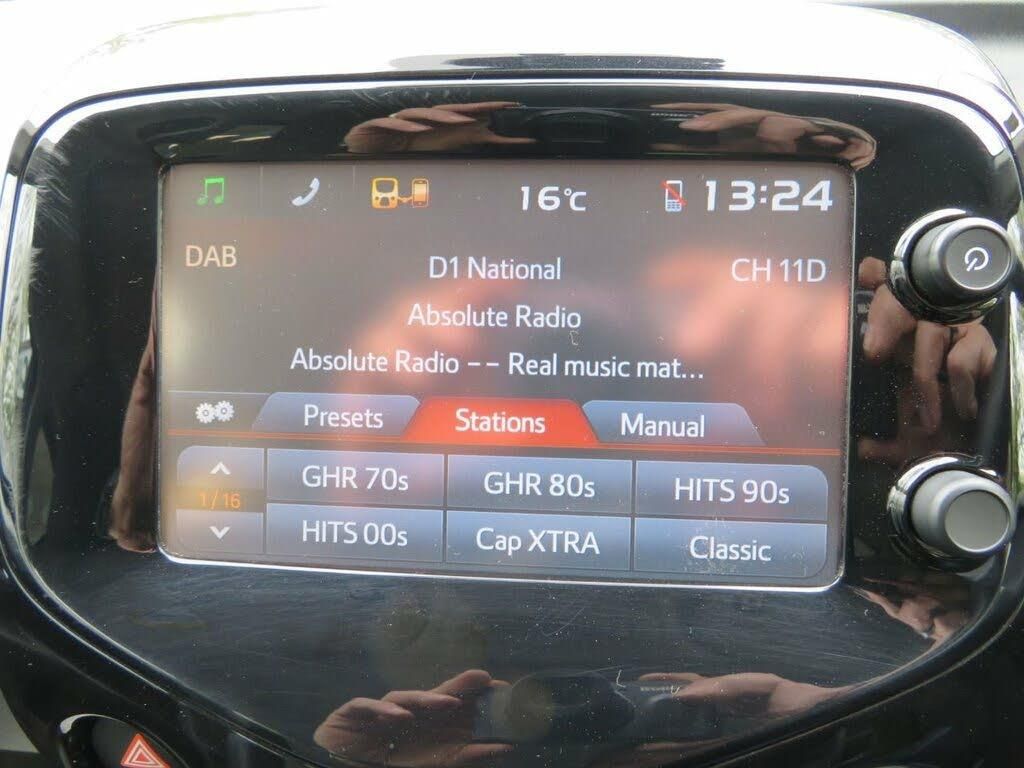 16°C 13:24
DAB D1 National CH 11D
Absolute Radio
Absolute Radio -- Real music mat...
Presets Stations Manual
1/16 GHR 70s GHR 80s HITS 90s
HITS 00s Cap XTRA Classic